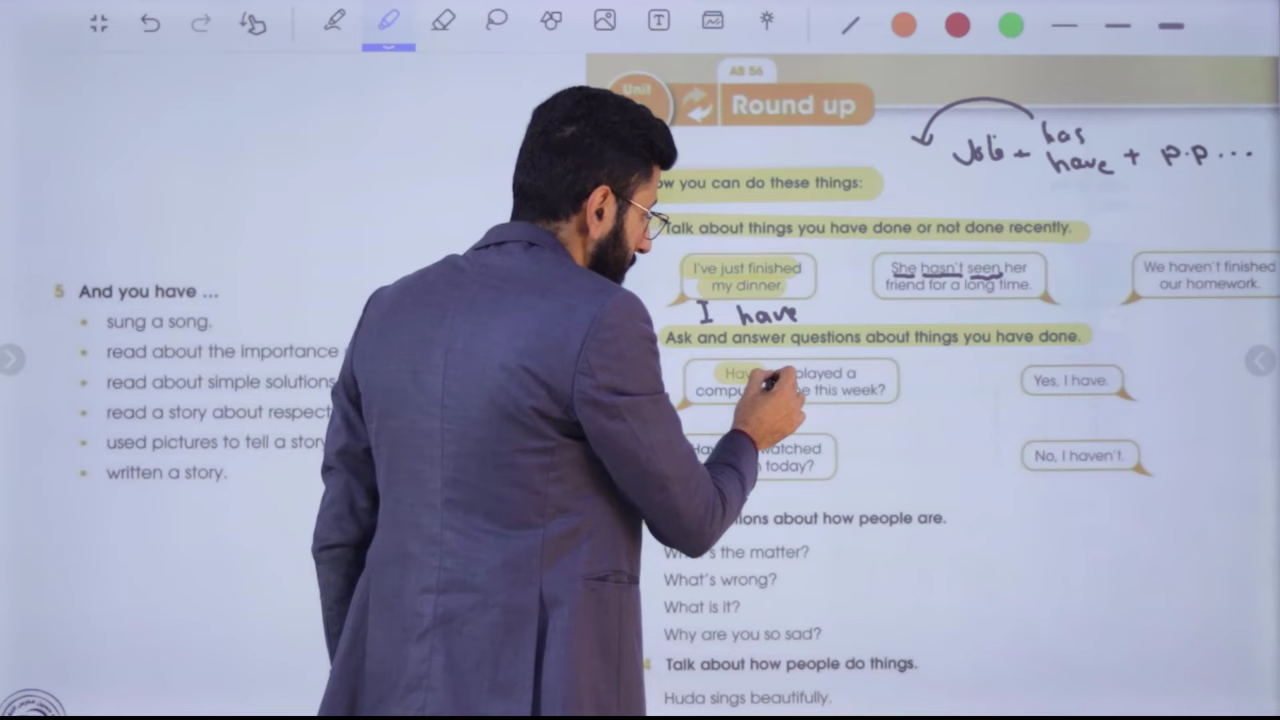 AB 56
Unit
Round up
has
فاعل + have + p.p...
ow you can do these things:
Talk about things you have done or not done recently.
I've just finished
my dinner.
She hasn't seen her
friend for a long time.
We haven't finished
our homework.
I have
Ask and answer questions about things you have done.
Hav played a
compu e this week?
Yes, I have.
Ha watched
today?
No, I haven't.
ions about how people are.
What's the matter?
What's wrong?
What is it?
Why are you so sad?
Talk about how people do things.
Huda sings beautifully.
5 And you have ...
• sung a song.
• read about the importance
• read about simple solutions
• read a story about respect
• used pictures to tell a story
• written a story.